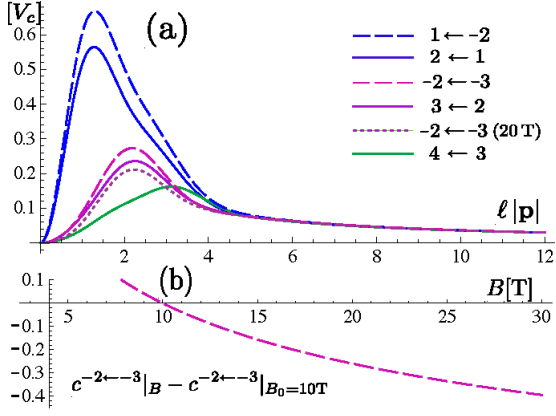 [V_c]
(a)
0.6
0.5
0.4
0.3
0.2
0.1
1 ← -2
2 ← 1
-2 ← -3
3 ← 2
-2 ← -3 (20 T)
4 ← 3
ℓ |p|
2 4 6 8 10 12
(b)
0.1
B[T]
5 10 15 20 25 30
-0.1
-0.2
-0.3
-0.4
c^{-2←-3}|_B − c^{-2←-3}|_{B_0=10T}